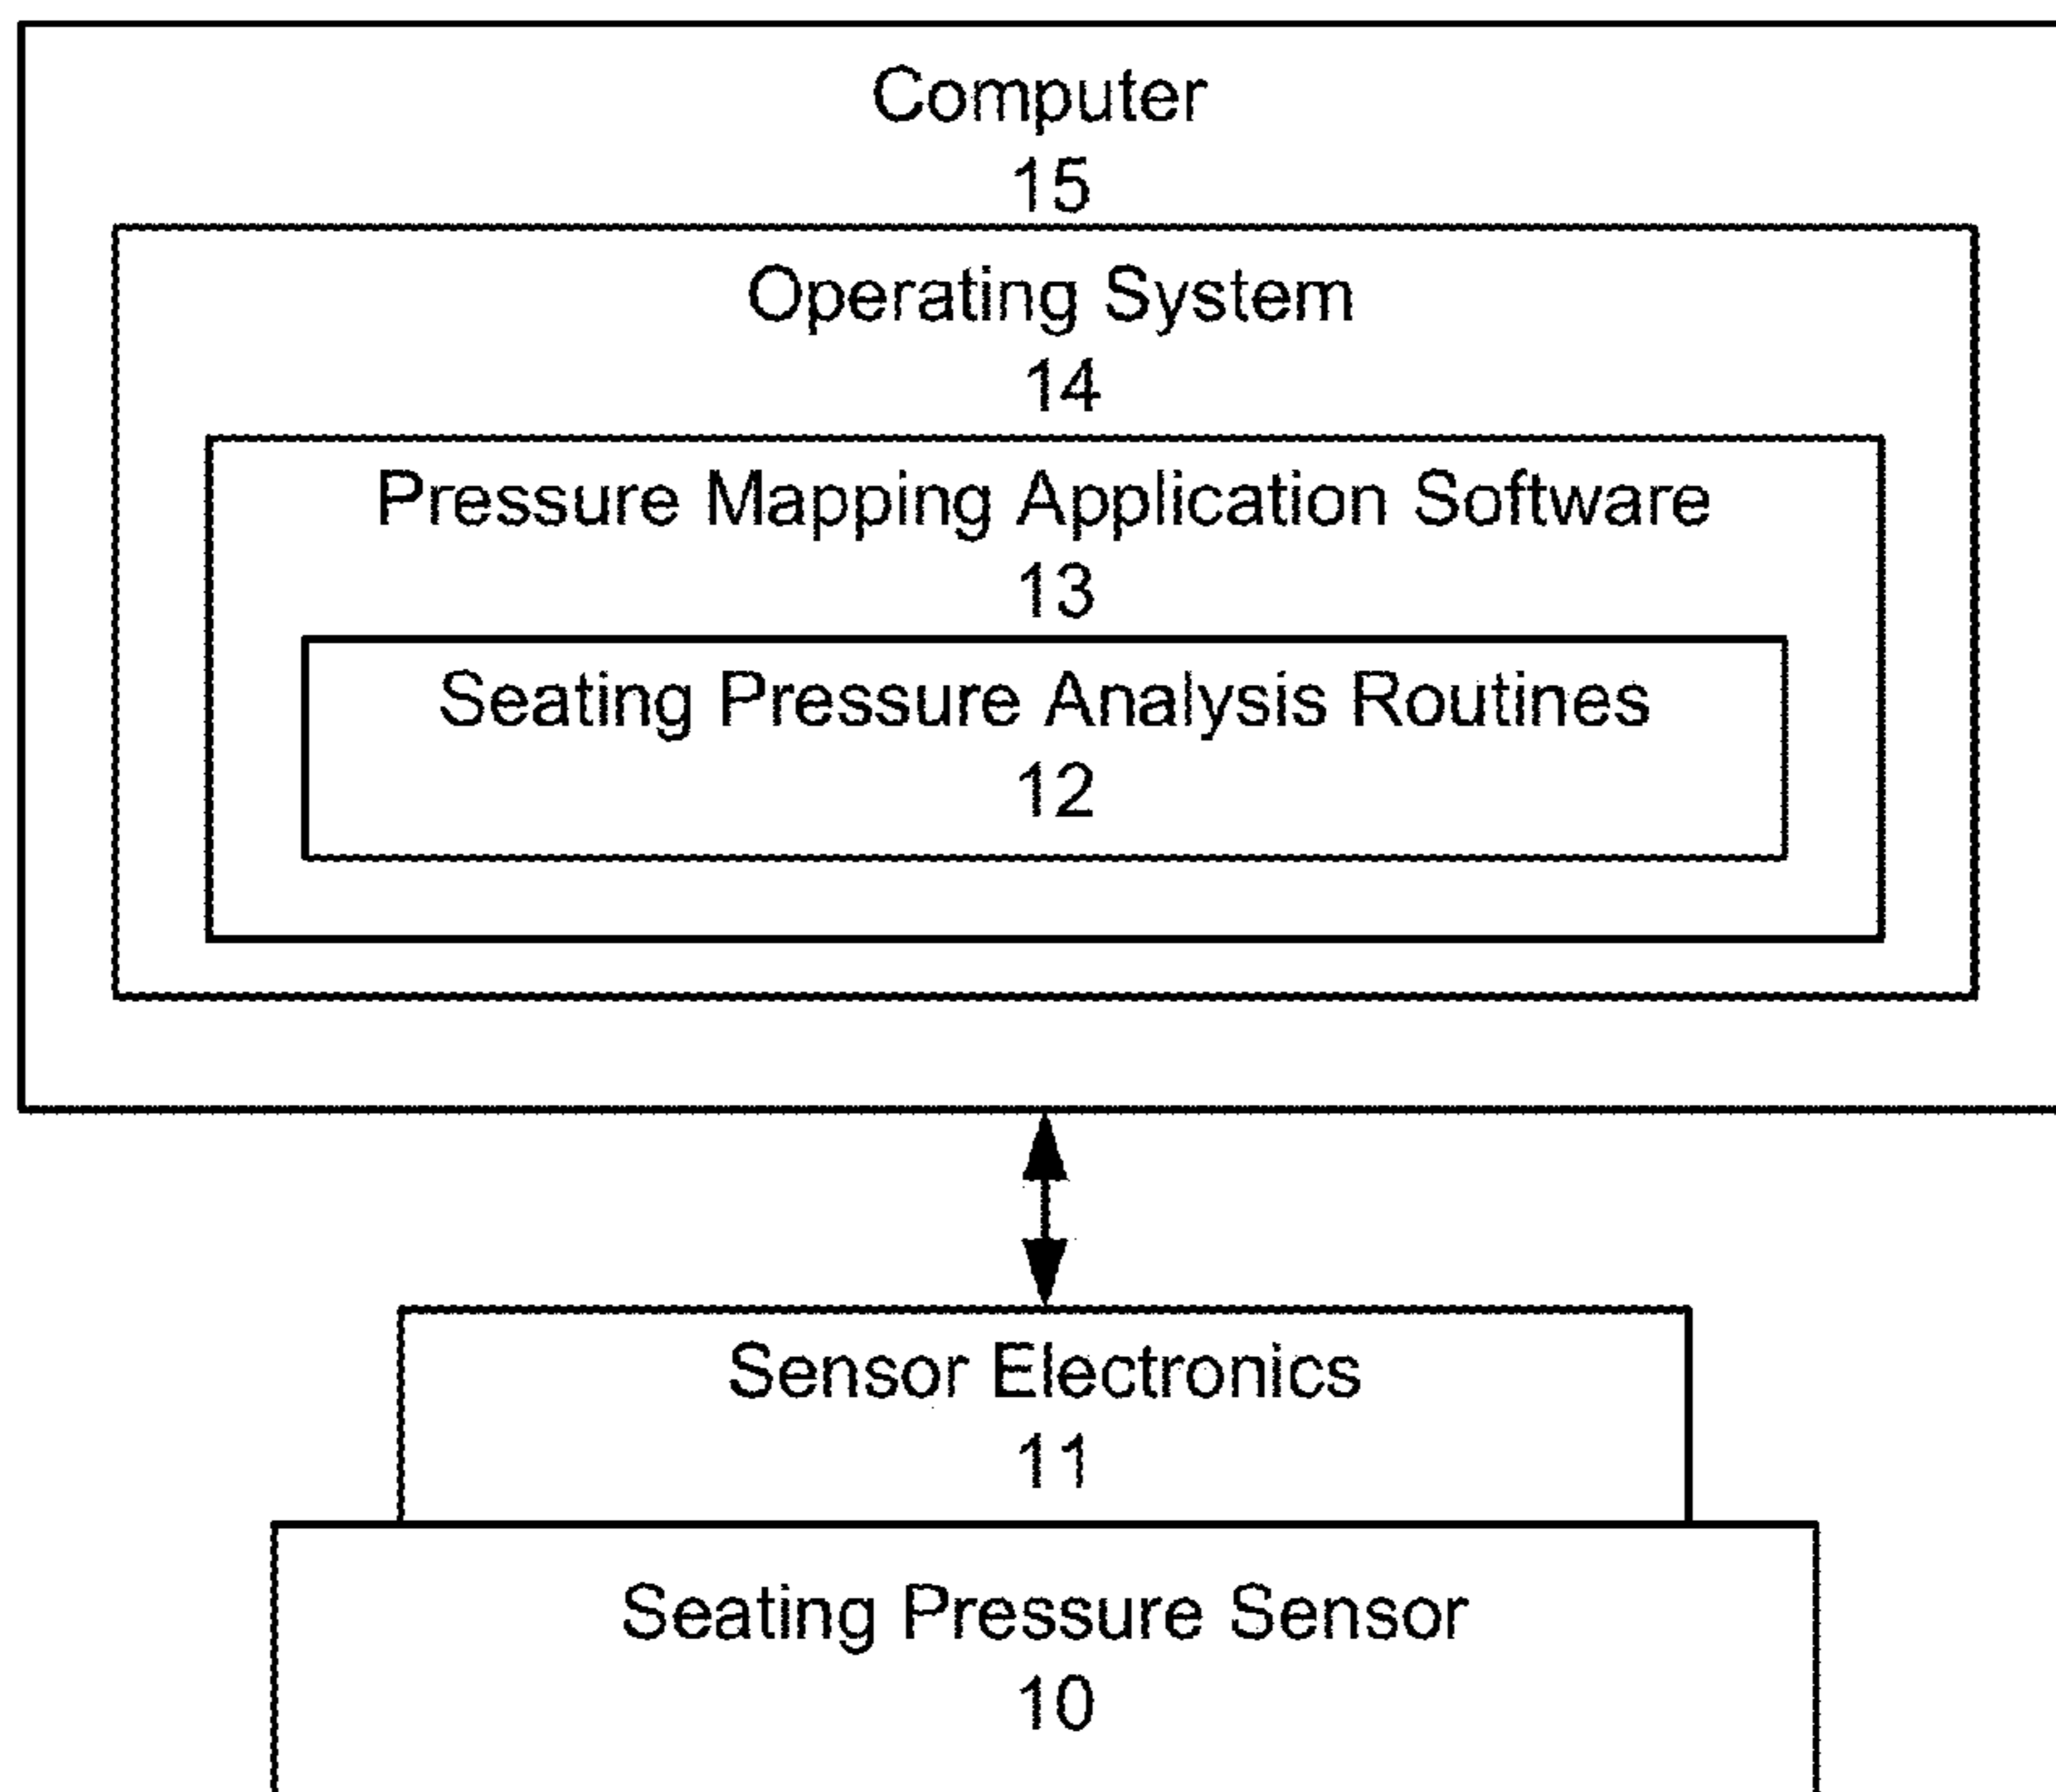 Computer
15
Operating System
14
Pressure Mapping Application Software
13
Seating Pressure Analysis Routines
12
Sensor Electronics
11
Seating Pressure Sensor
10